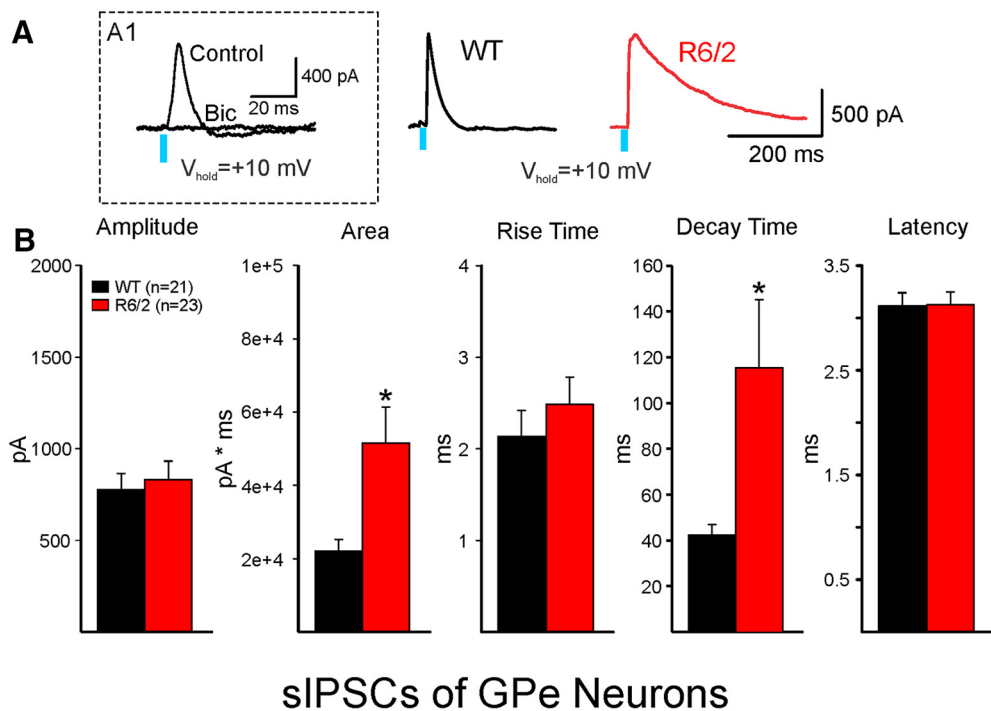 A
A1
Control
400 pA
20 ms
Bic
Vhold=+10 mV
WT
R6/2
500 pA
200 ms
Vhold=+10 mV
B
Amplitude
2000
1500
1000
500
pA
WT (n=21)
R6/2 (n=23)
Area
1e+5
8e+4
6e+4
4e+4
2e+4
pA * ms
*
Rise Time
4
3
2
1
ms
Decay Time
160
140
120
100
80
60
40
20
ms
*
Latency
3.5
2.5
1.5
0.5
ms
sIPSCs of GPe Neurons